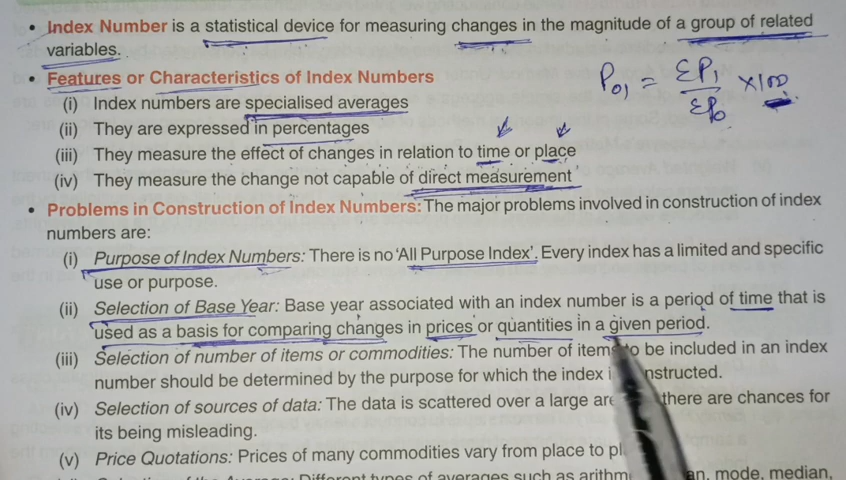 • Index Number is a statistical device for measuring changes in the magnitude of a group of related
variables.
• Features or Characteristics of Index Numbers
(i) Index numbers are specialised averages
(ii) They are expressed in percentages
(iii) They measure the effect of changes in relation to time or place
(iv) They measure the change not capable of direct measurement
P01 = ΣP1 / ΣP0 ×100
• Problems in Construction of Index Numbers: The major problems involved in construction of index
numbers are:
(i) Purpose of Index Numbers: There is no 'All Purpose Index'. Every index has a limited and specific
use or purpose.
(ii) Selection of Base Year: Base year associated with an index number is a period of time that is
used as a basis for comparing changes in prices or quantities in a given period.
(iii) Selection of number of items or commodities: The number of items to be included in an index
number should be determined by the purpose for which the index nstructed.
(iv) Selection of sources of data: The data is scattered over a large are there are chances for
its being misleading.
(v) Price Quotations: Prices of many commodities vary from place to pl
Different types of averages such as arithm an, mode, median,